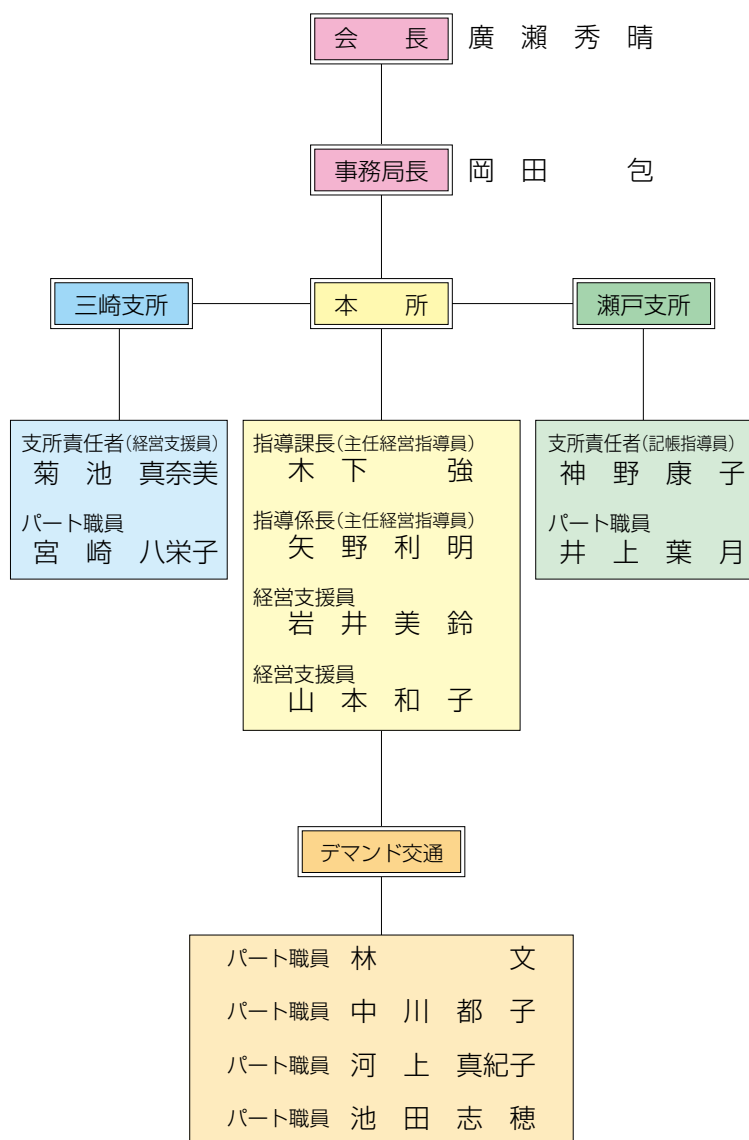 会長 廣瀬秀晴
事務局長 岡田包
三崎支所
本所
瀬戸支所
支所責任者(経営支援員)
菊池真奈美
パート職員
宮崎八栄子
指導課長(主任経営指導員)
木下強
指導係長(主任経営指導員)
矢野利明
経営支援員
岩井美鈴
経営支援員
山本和子
支所責任者(記帳指導員)
神野康子
パート職員
井上葉月
デマンド交通
パート職員 林文
パート職員 中川都子
パート職員 河上真紀子
パート職員 池田志穂